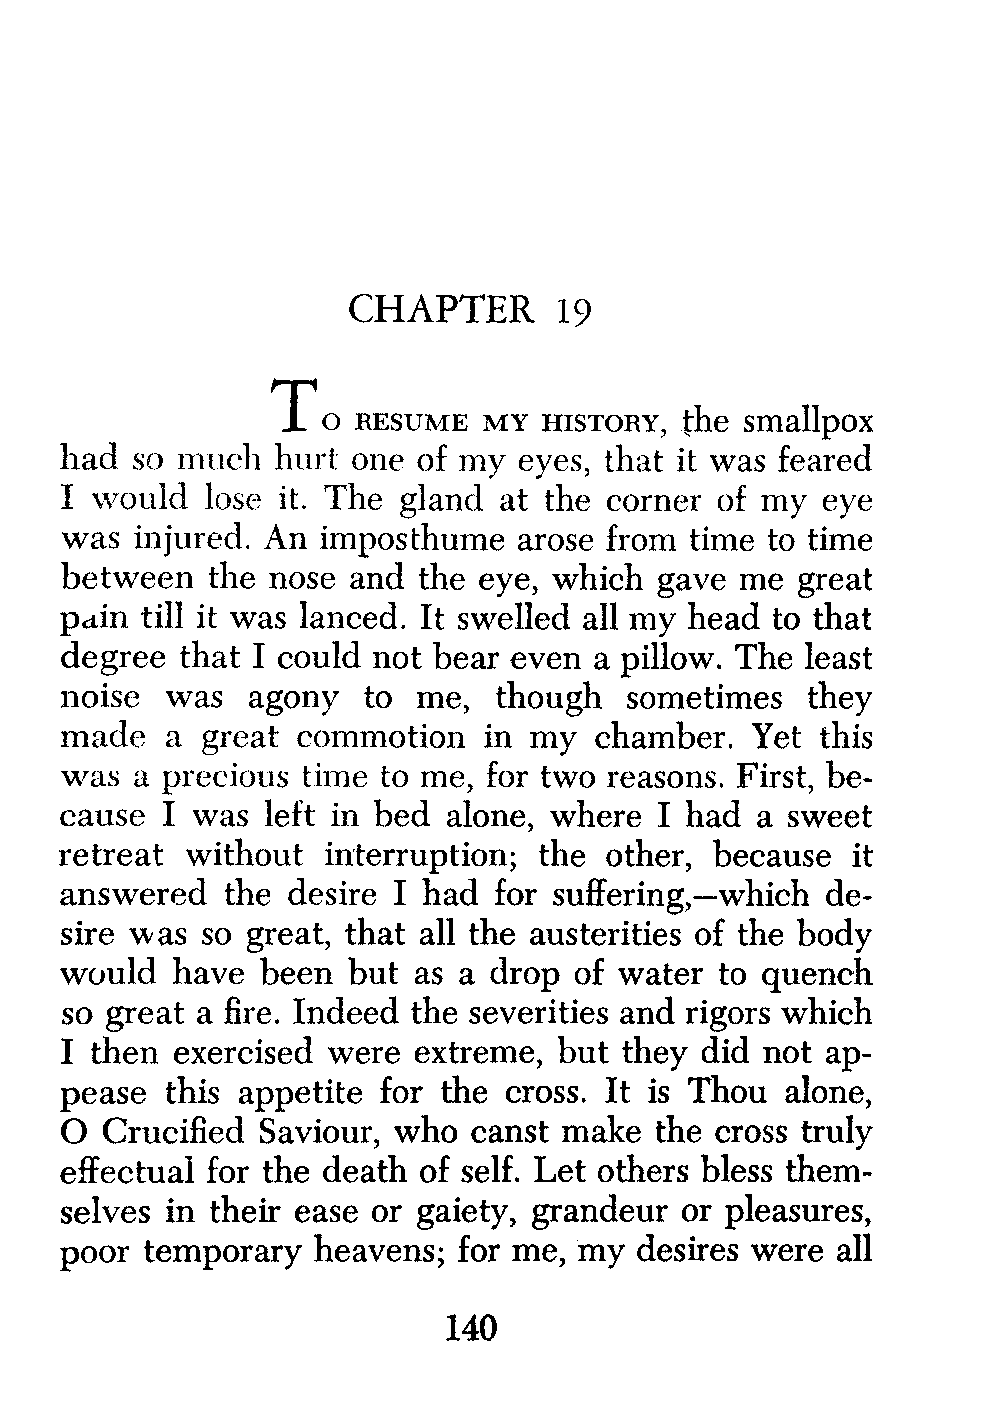 CHAPTER 19
TO RESUME MY HISTORY, the smallpox
had so much hurt one of my eyes, that it was feared
I would lose it. The gland at the corner of my eye
was injured. An imposthume arose from time to time
between the nose and the eye, which gave me great
pain till it was lanced. It swelled all my head to that
degree that I could not bear even a pillow. The least
noise was agony to me, though sometimes they
made a great commotion in my chamber. Yet this
was a precious time to me, for two reasons. First, be-
cause I was left in bed alone, where I had a sweet
retreat without interruption; the other, because it
answered the desire I had for suffering,—which de-
sire was so great, that all the austerities of the body
would have been but as a drop of water to quench
so great a fire. Indeed the severities and rigors which
I then exercised were extreme, but they did not ap-
pease this appetite for the cross. It is Thou alone,
O Crucified Saviour, who canst make the cross truly
effectual for the death of self. Let others bless them-
selves in their ease or gaiety, grandeur or pleasures,
poor temporary heavens; for me, my desires were all
140